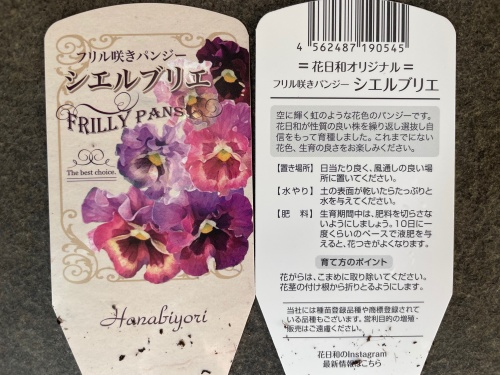 フリル咲きパンジー
シエルブリエ
FRILLY PANSY
The best choice.
Hanabiyori
4 562487 190545
＝花日和オリジナル＝
フリル咲きパンジー シエルブリエ
空に輝く虹のような花色のパンジーです。
花日和が性質の良い株を繰り返し選抜し自
信をもって育種しました。これまでにない
花色、生育の良さをお楽しみください。
【置き場所】日当たり良く、風通しの良い場
所に置いてください。
【水やり】土の表面が乾いたらたっぷりと
水を与えてください。
【肥料】生育期間中は、肥料を切らさな
いようにしましょう。10日に一
度くらいのペースで液肥を与
えると、花つきがよくなります。
育て方のポイント
花がらは、こまめに取り除いてください。
花茎の付け根から折りとるようにします。
当社には種苗登録品種や商標登録されて
いる品種もございます。営利目的の増殖・
販売はご遠慮ください。
花日和のInstagram
最新情報はこちら